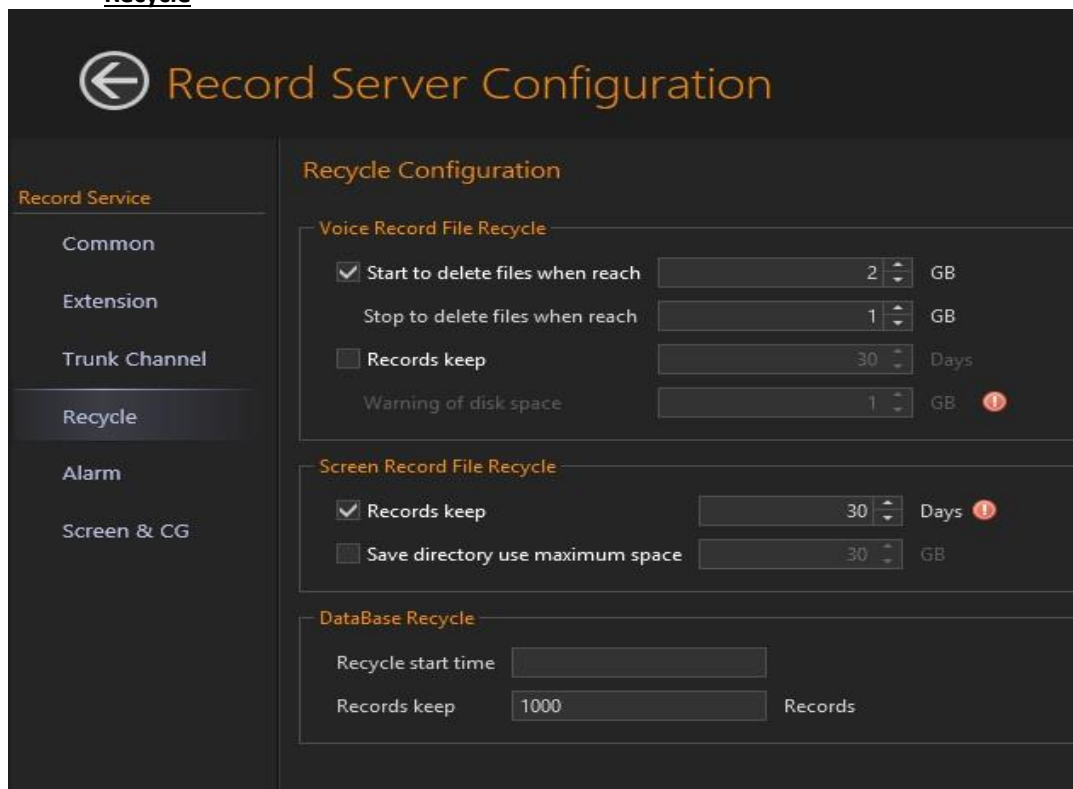 Recycle
Record Server Configuration
Record Service
Common
Extension
Trunk Channel
Recycle
Alarm
Screen & CG
Recycle Configuration
Voice Record File Recycle
Start to delete files when reach 2 GB
Stop to delete files when reach 1 GB
Records keep 30 Days
Warning of disk space 1 GB
Screen Record File Recycle
Records keep 30 Days
Save directory use maximum space 30 GB
DataBase Recycle
Recycle start time
Records keep 1000 Records